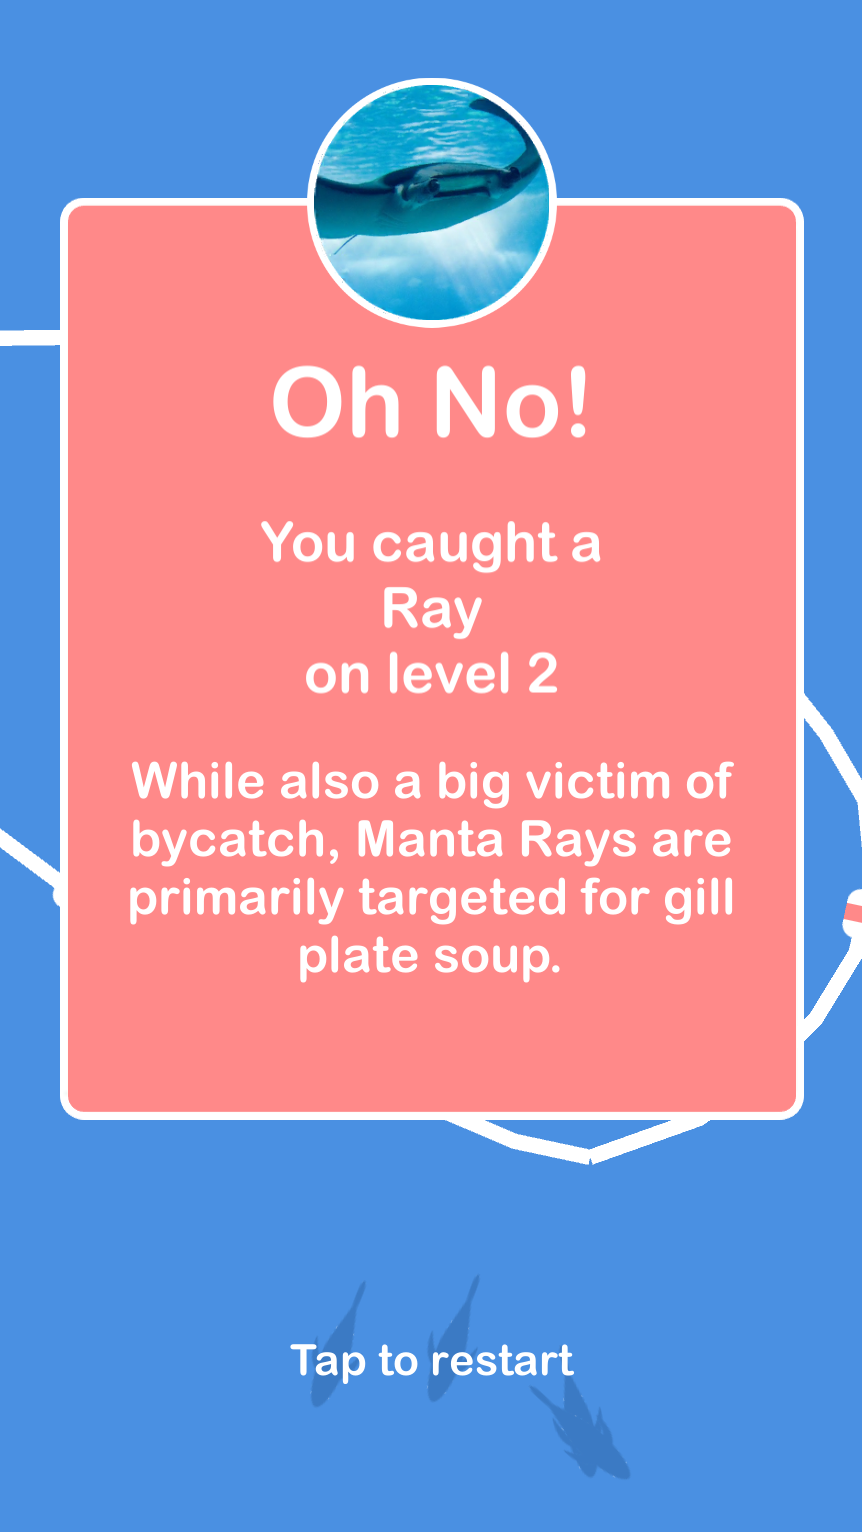 Oh No!
You caught a
Ray
on level 2
While also a big victim of
bycatch, Manta Rays are
primarily targeted for gill
plate soup.
Tap to restart